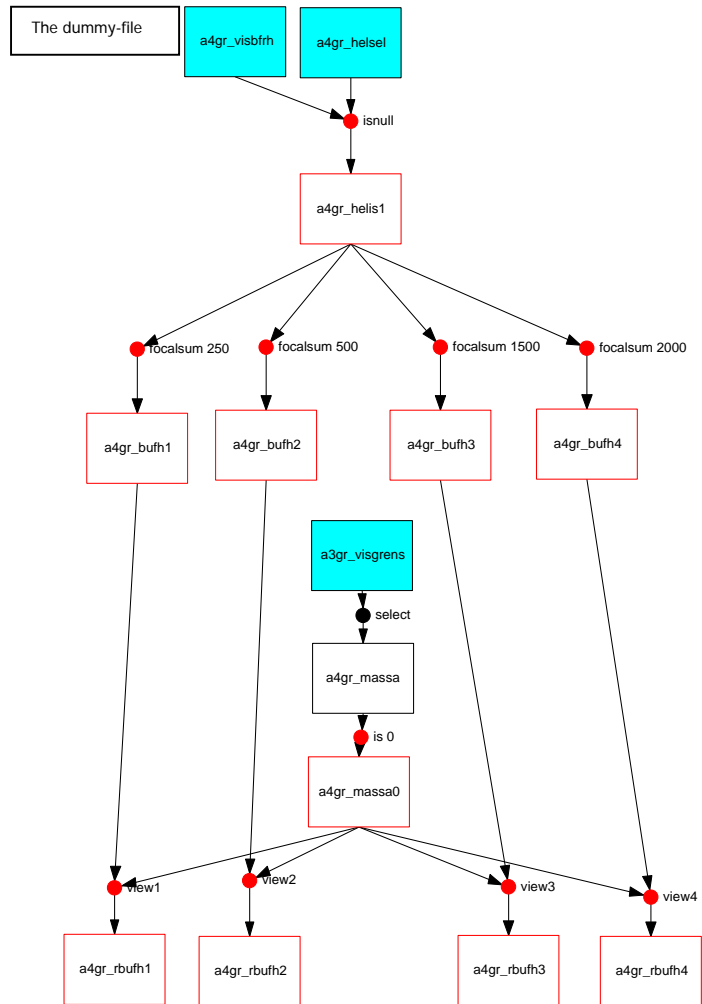 The dummy-file
a4gr_visbfrh
a4gr_helsel
isnull
a4gr_helis1
focalsum 250
focalsum 500
focalsum 1500
focalsum 2000
a4gr_bufh1
a4gr_bufh2
a4gr_bufh3
a4gr_bufh4
a3gr_visgrens
select
a4gr_massa
is 0
a4gr_massa0
view1
view2
view3
view4
a4gr_rbufh1
a4gr_rbufh2
a4gr_rbufh3
a4gr_rbufh4